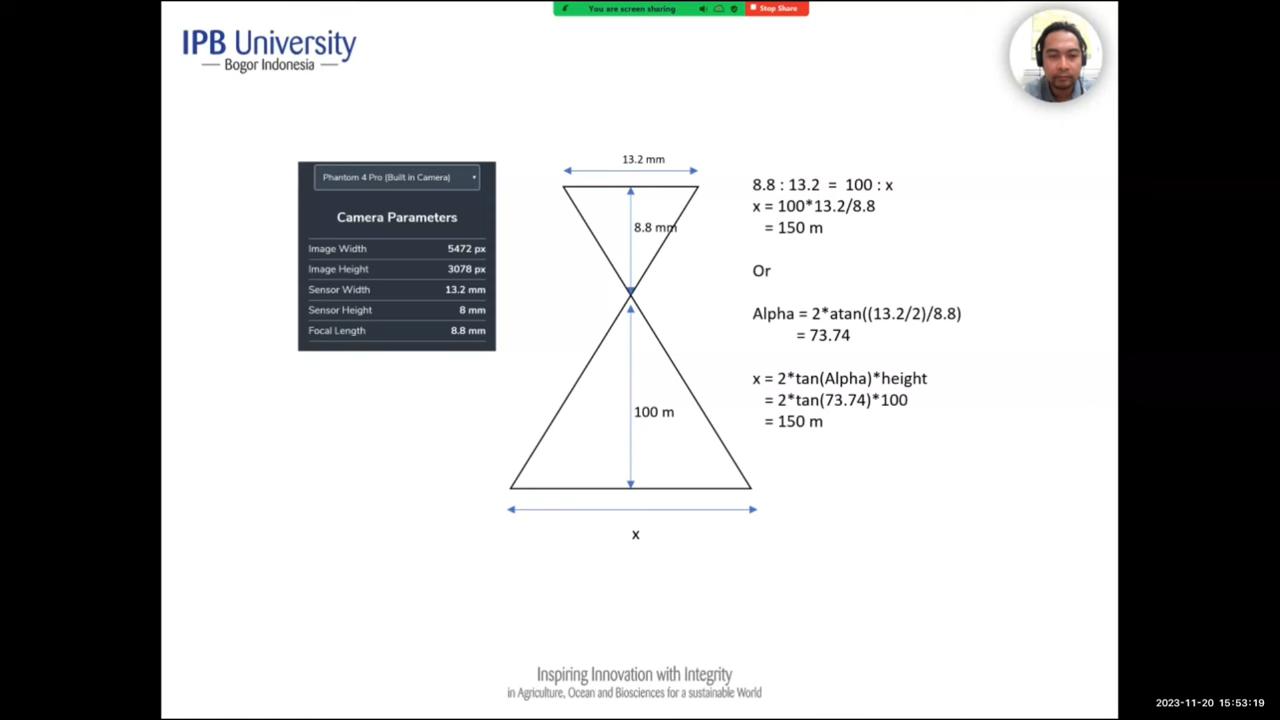 You are screen sharing
Stop Share
IPB University
Bogor Indonesia
Phantom 4 Pro (Built in Camera)
Camera Parameters
Image Width 5472 px
Image Height 3078 px
Sensor Width 13.2 mm
Sensor Height 8 mm
Focal Length 8.8 mm
13.2 mm
8.8 mm
100 m
x
8.8 : 13.2 = 100 : x
x = 100*13.2/8.8
= 150 m
Or
Alpha = 2*atan((13.2/2)/8.8)
= 73.74
x = 2*tan(Alpha)*height
= 2*tan(73.74)*100
= 150 m
Inspiring Innovation with Integrity
in Agriculture, Ocean and Biosciences for a sustainable World
2023-11-20 15:53:19